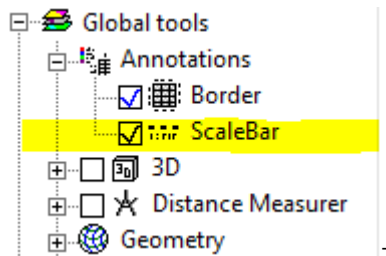 Global tools
Annotations
Border
ScaleBar
3D
Distance Measurer
Geometry